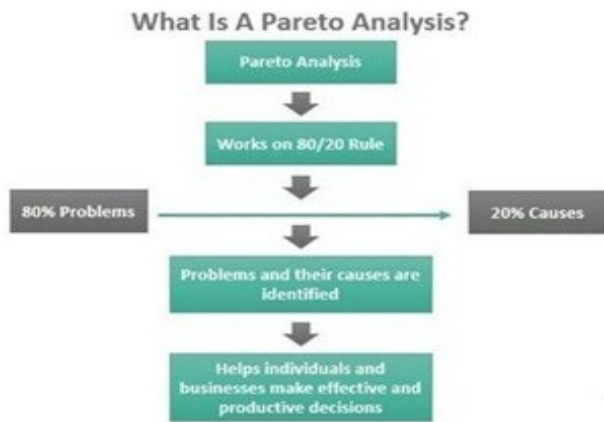 What Is A Pareto Analysis?
Pareto Analysis
Works on 80/20 Rule
80% Problems
20% Causes
Problems and their causes are
identified
Helps individuals and
businesses make effective and
productive decisions